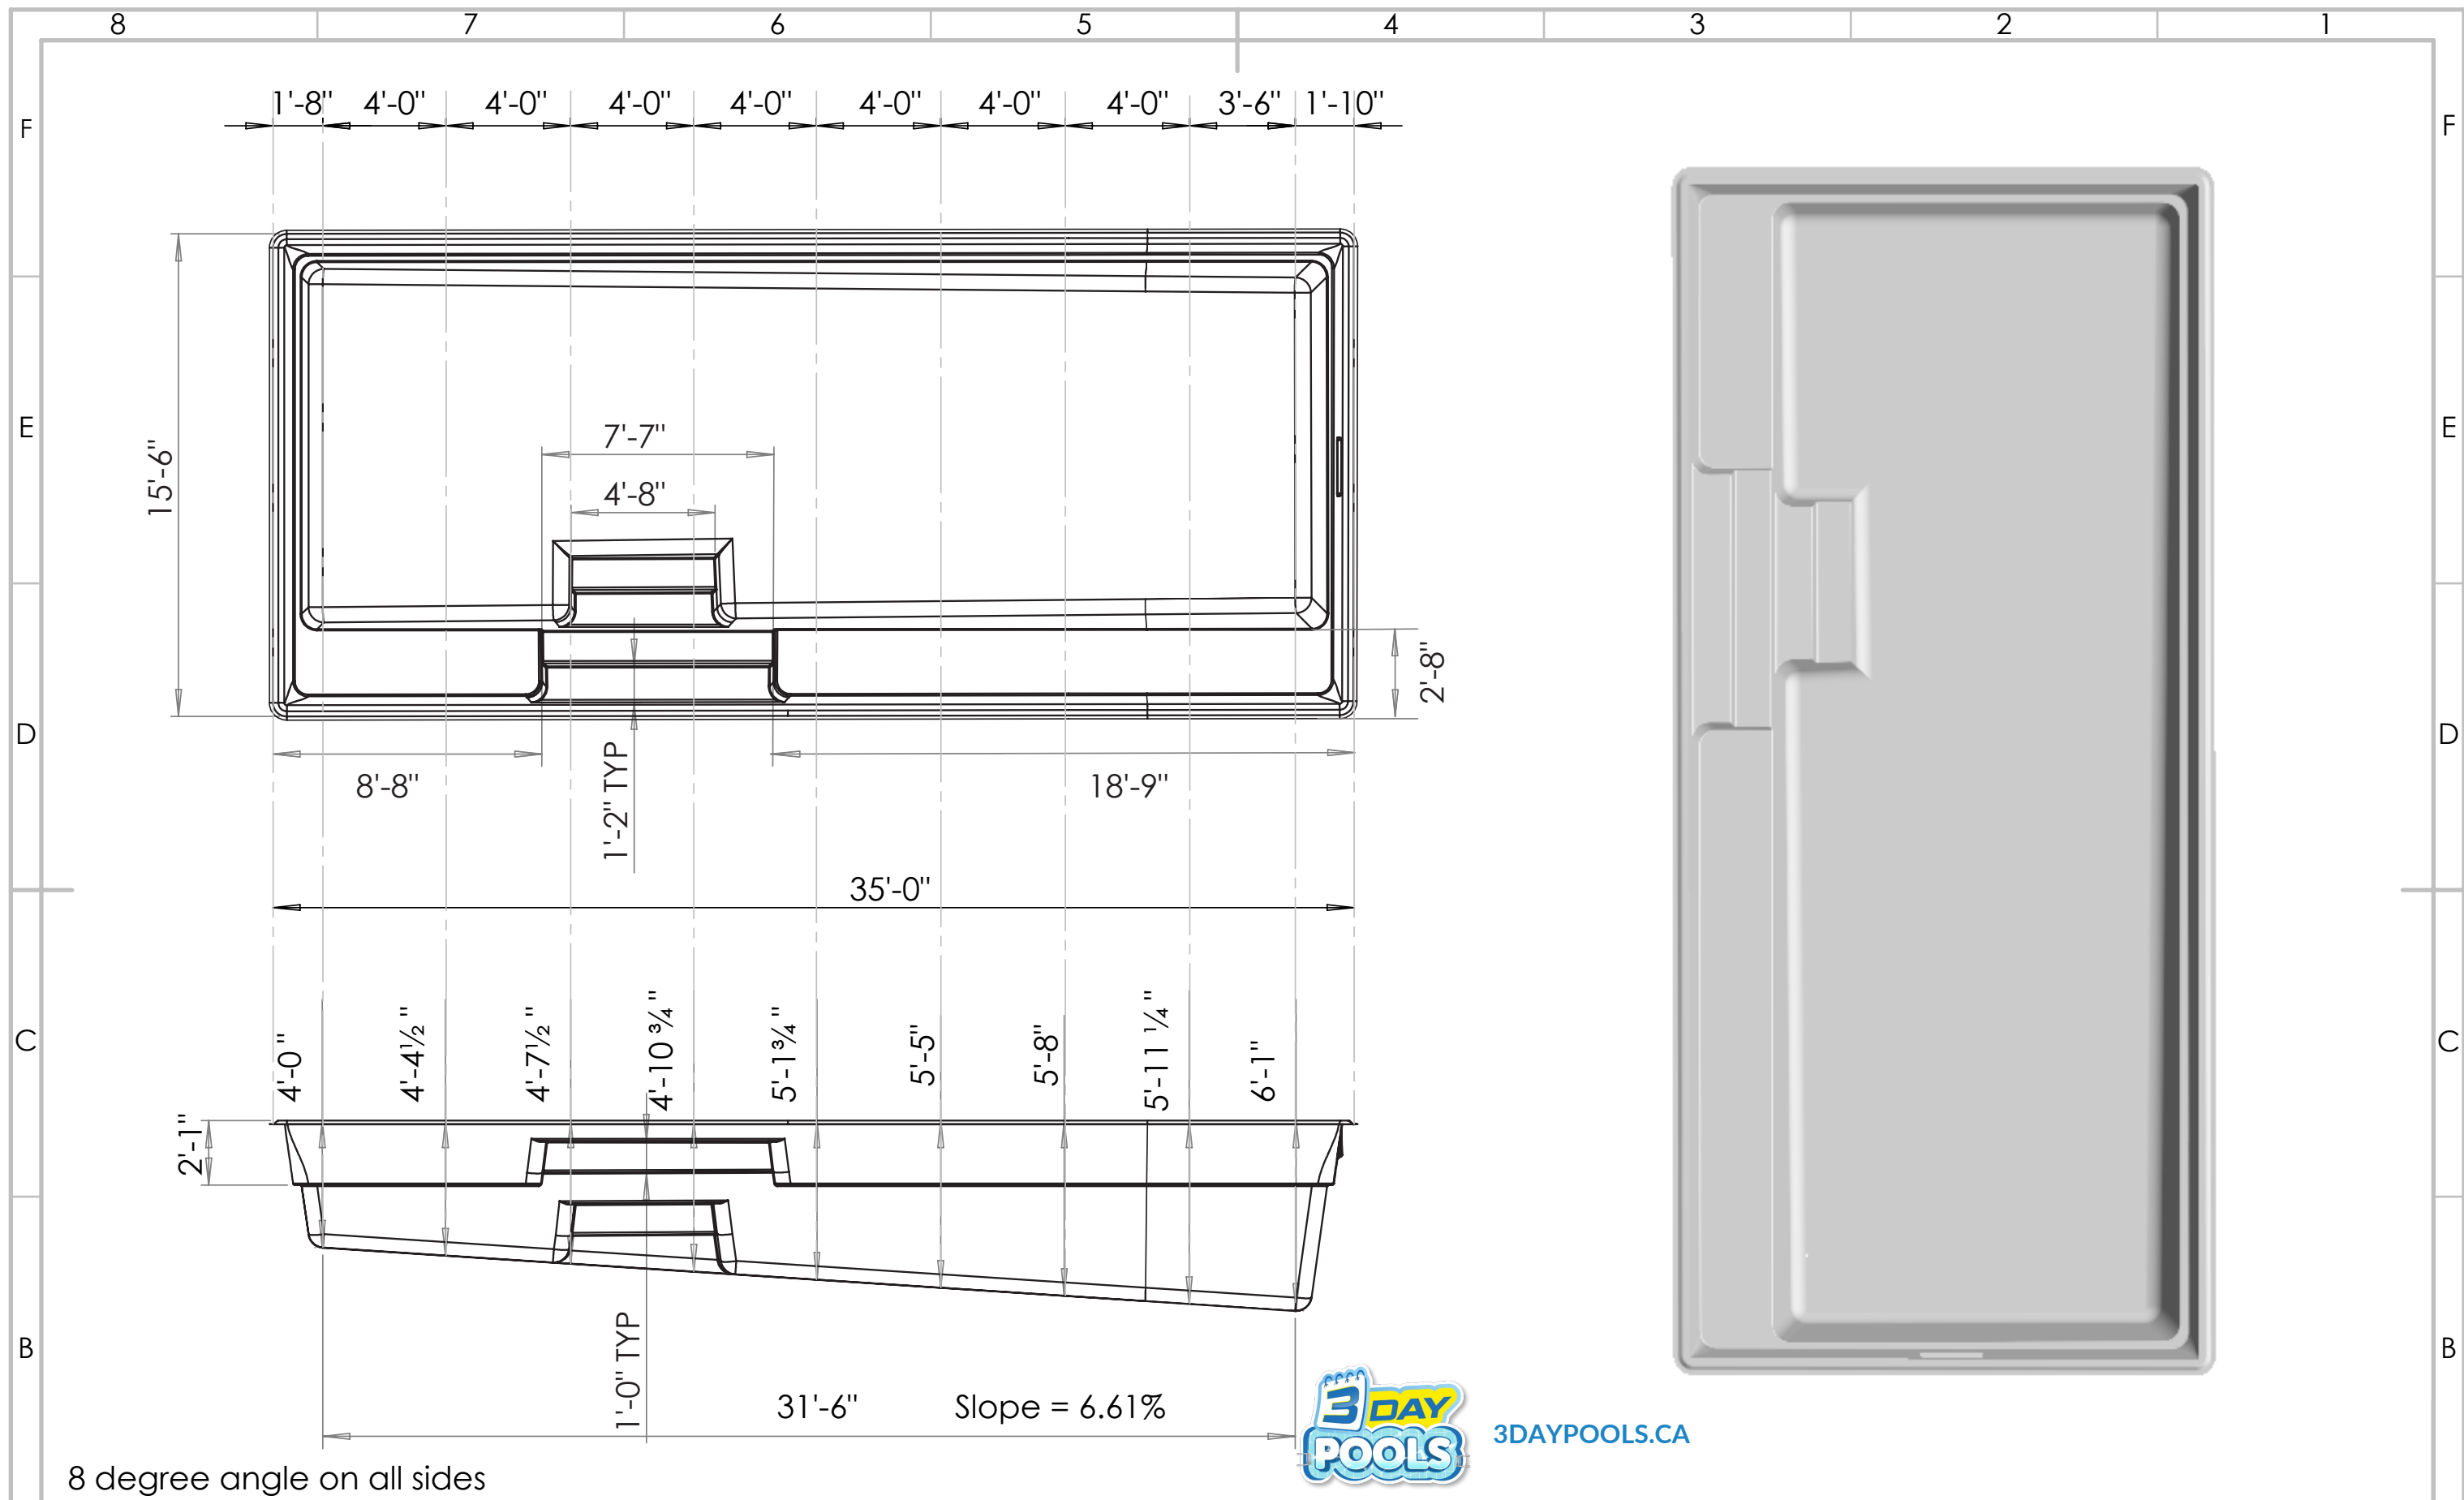 8 7 6 5 4 3 2 1
1'-8" 4'-0" 4'-0" 4'-0" 4'-0" 4'-0" 4'-0" 4'-0" 3'-6" 1'-10"
F F
E E
7'-7"
15'-6"
4'-8"
2'-8"
D D
8'-8" 18'-9"
1'-2" TYP
35'-0"
C C
4'-0" 4'-4½" 4'-7½" 4'-10 ¾" 5'-1¾" 5'-5" 5'-8" 5'-11 ¼" 6'-1"
2'-1"
B B
1'-0" TYP
31'-6" Slope = 6.61%
3 DAY
POOLS
3DAYPOOLS.CA
8 degree angle on all sides